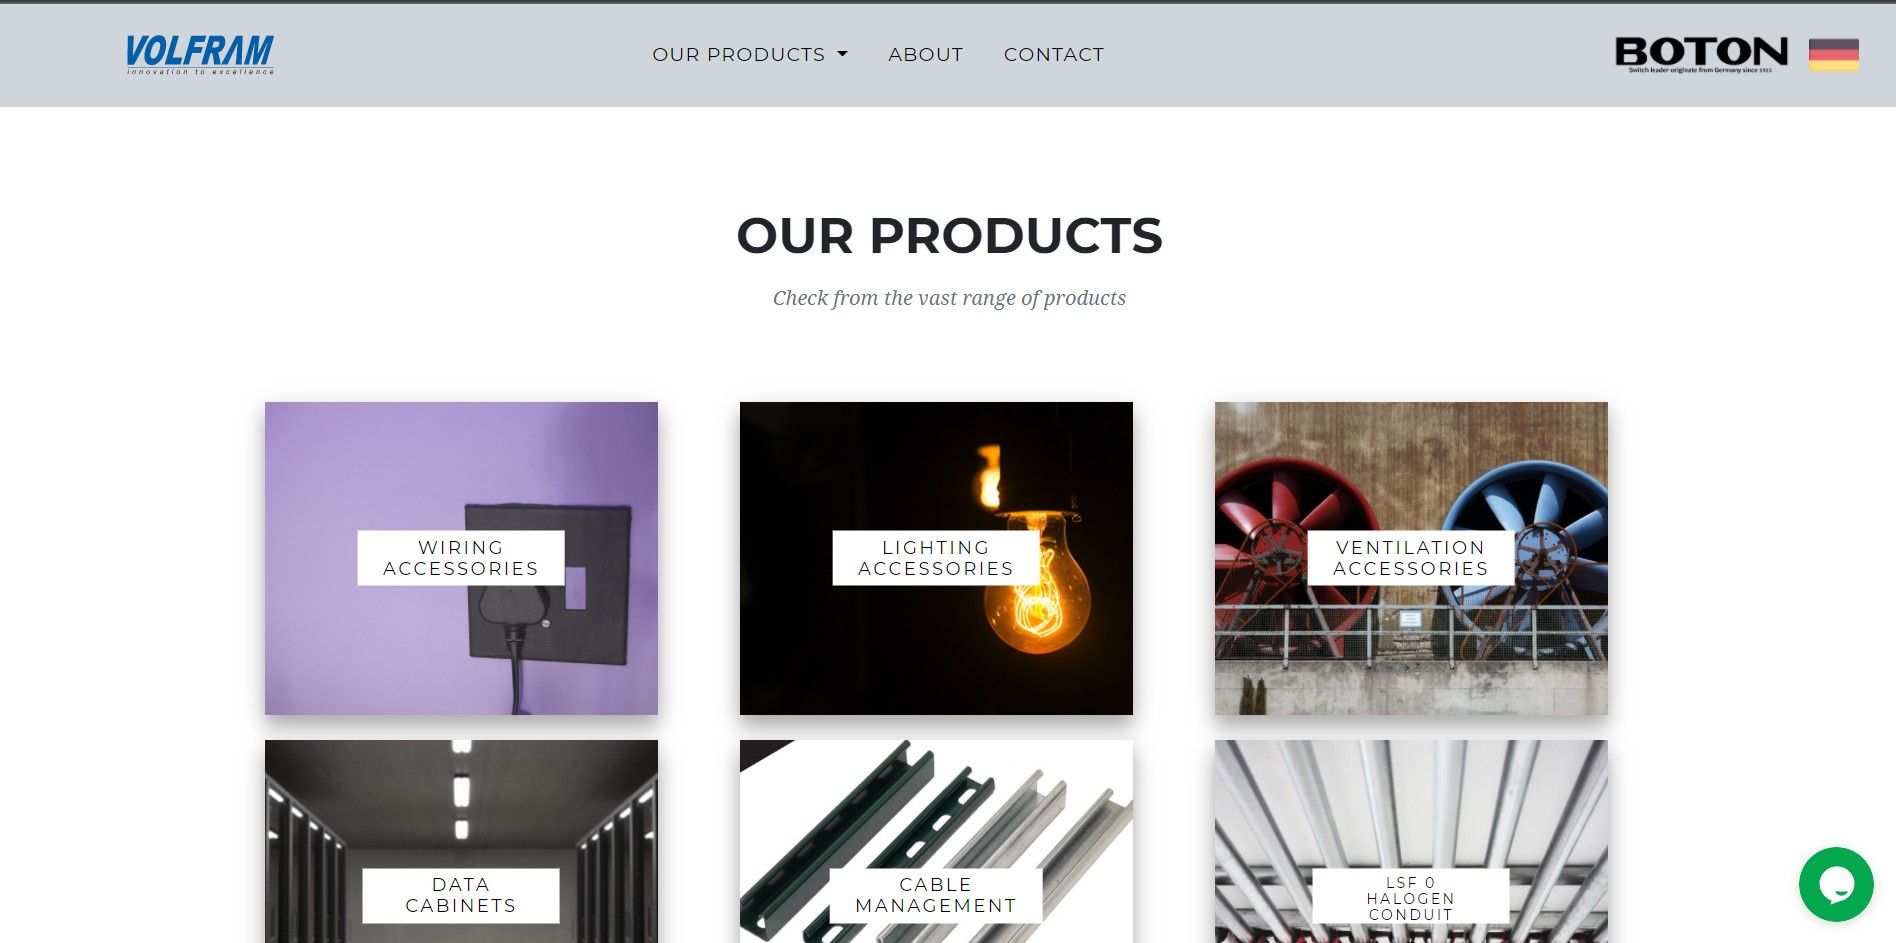 VOLFRAM
innovation to excellence
OUR PRODUCTS
ABOUT
CONTACT
BOTON
Switch leader originate from Germany since 1923
OUR PRODUCTS
Check from the vast range of products
WIRING
ACCESSORIES
LIGHTING
ACCESSORIES
VENTILATION
ACCESSORIES
DATA
CABINETS
CABLE
MANAGEMENT
LSF 0
HALOGEN
CONDUIT